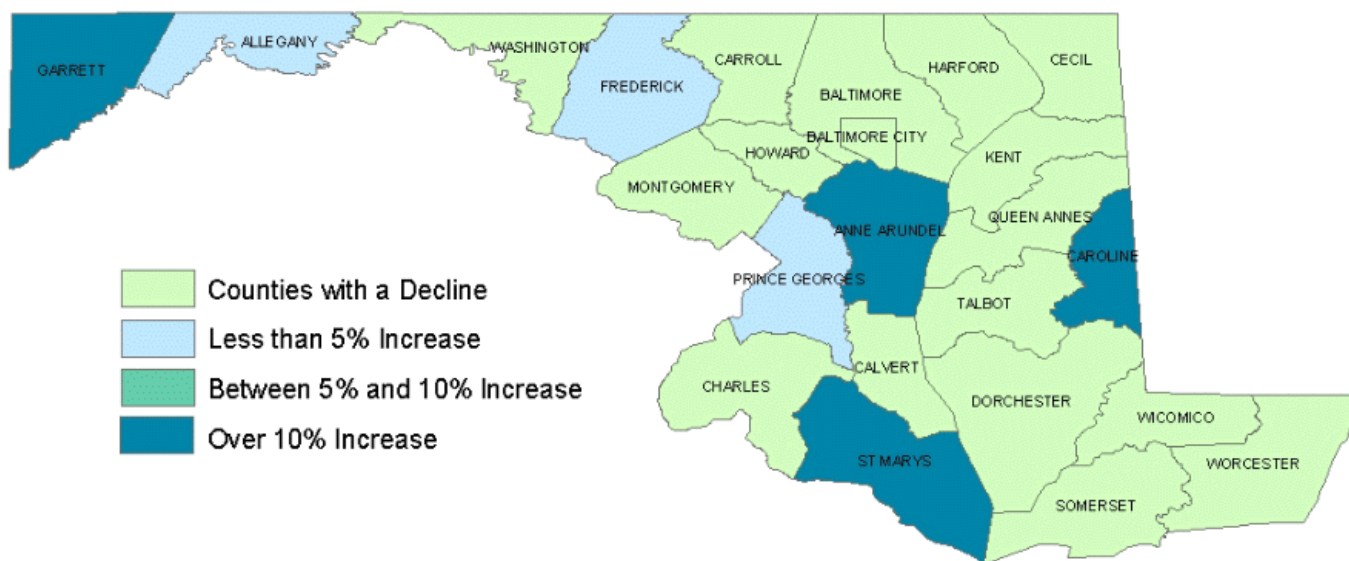 ALLEGANY
WASHINGTON
GARRETT
FREDERICK
CARROLL
HARFORD
CECIL
BALTIMORE
BALTIMORE CITY
HOWARD
KENT
MONTGOMERY
QUEEN ANNES
ANNE ARUNDEL
CAROLINE
PRINCE GEORGES
TALBOT
Counties with a Decline
Less than 5% Increase
Between 5% and 10% Increase
Over 10% Increase
CALVERT
CHARLES
DORCHESTER
WICOMICO
ST MARYS
WORCESTER
SOMERSET